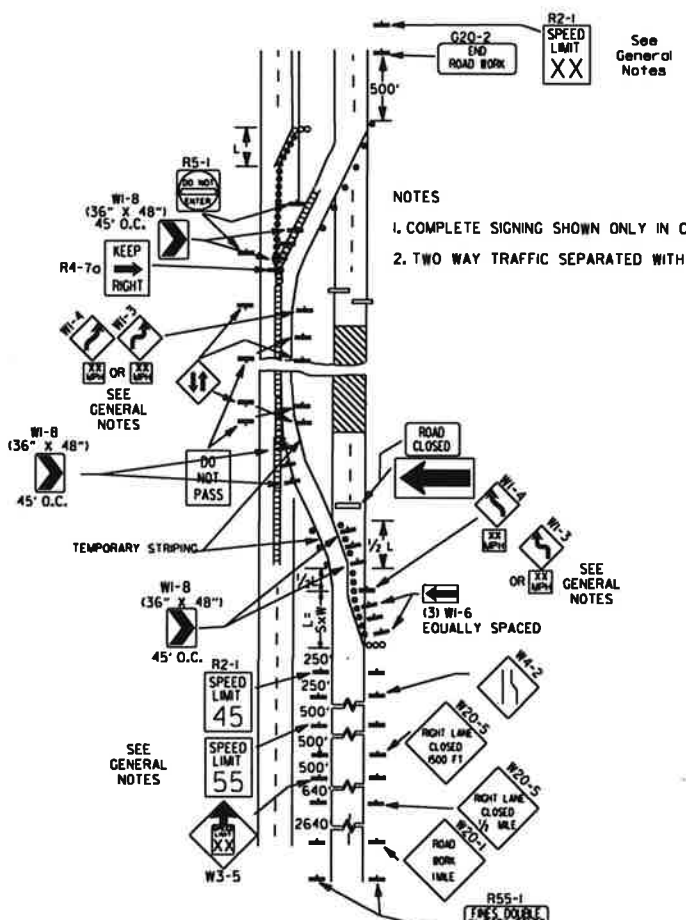 R2-1
SPEED
LIMIT
XX
See
General
Notes
G20-2
END
ROAD WORK
500'
L
R5-1
DO NOT
ENTER
W1-8
(36" X 48")
45' O.C.
KEEP
RIGHT
R4-7a
NOTES
1. COMPLETE SIGNING SHOWN ONLY IN
2. TWO WAY TRAFFIC SEPARATED WITH
W1-4
W1-3
XX
MPH
OR
XX
MPH
SEE
GENERAL
NOTES
W1-8
(36" X 48")
45' O.C.
DO
NOT
PASS
ROAD
CLOSED
W1-4
XX
MPH
W1-3
OR
XX
MPH
SEE
GENERAL
NOTES
TEMPORARY STRIPING
½ L
½ L
L=
S×W
W1-8
(36" X 48")
45' O.C.
(3) W1-6
EQUALLY SPACED
R2-1
SPEED
LIMIT
45
250'
250'
500'
500'
500'
640'
2640'
W4-2
SEE
GENERAL
NOTES
SPEED
LIMIT
55
W20-5
RIGHT LANE
CLOSED
1500 FT
W20-5
RIGHT LANE
CLOSED
MILE
SPEED
LIMIT
XX
W3-5
W20-1
ROAD
WORK
1 MILE
R55-1
FINES DOUBLE